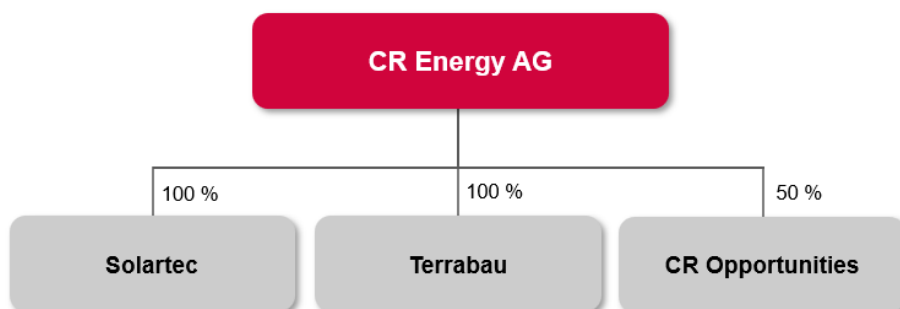 CR Energy AG
100 %
100 %
50 %
Solartec
Terrabau
CR Opportunities